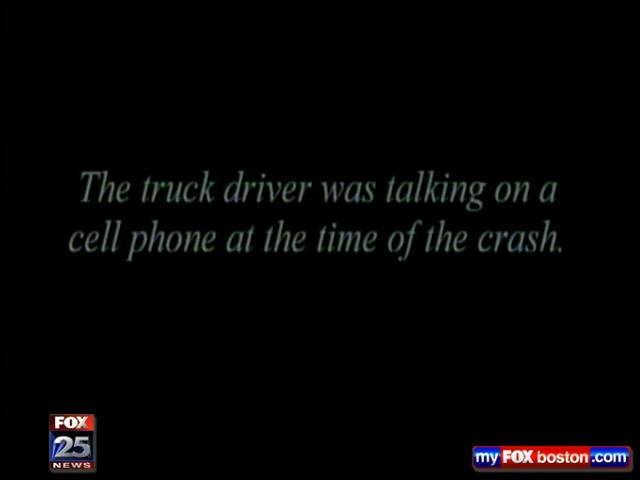 The truck driver was talking on a
cell phone at the time of the crash.
FOX
25
NEWS
myFOXboston.com